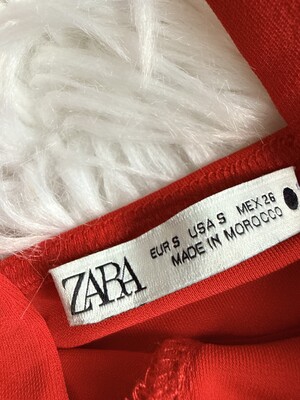 ZARA
EUR S USA S MEX 26
MADE IN MOROCCO